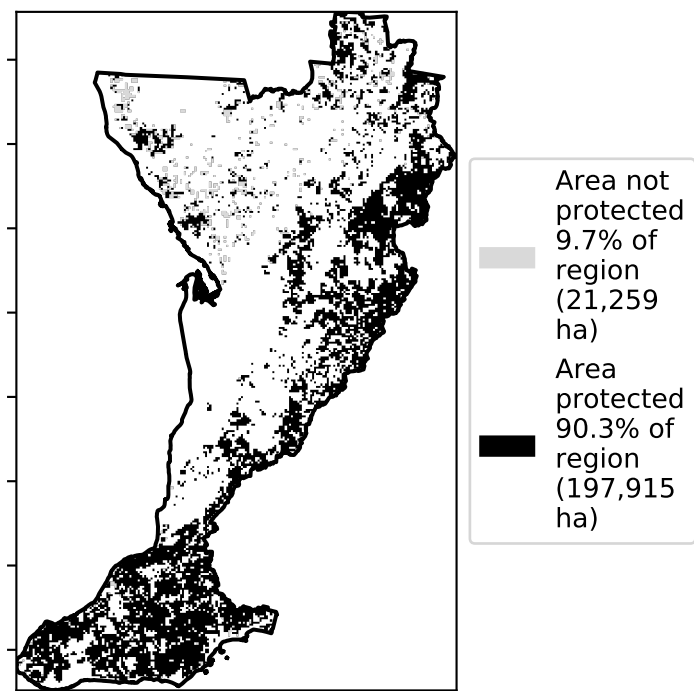 Area not
protected
9.7% of
region
(21,259
ha)
Area
protected
90.3% of
region
(197,915
ha)